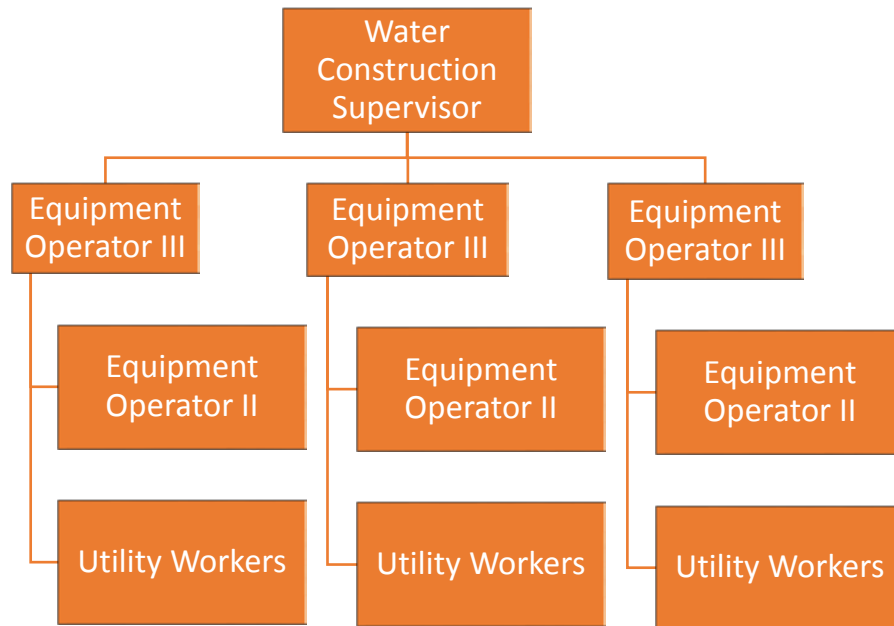 Water
Construction
Supervisor
Equipment
Operator III
Equipment
Operator III
Equipment
Operator III
Equipment
Operator II
Equipment
Operator II
Equipment
Operator II
Utility Workers
Utility Workers
Utility Workers